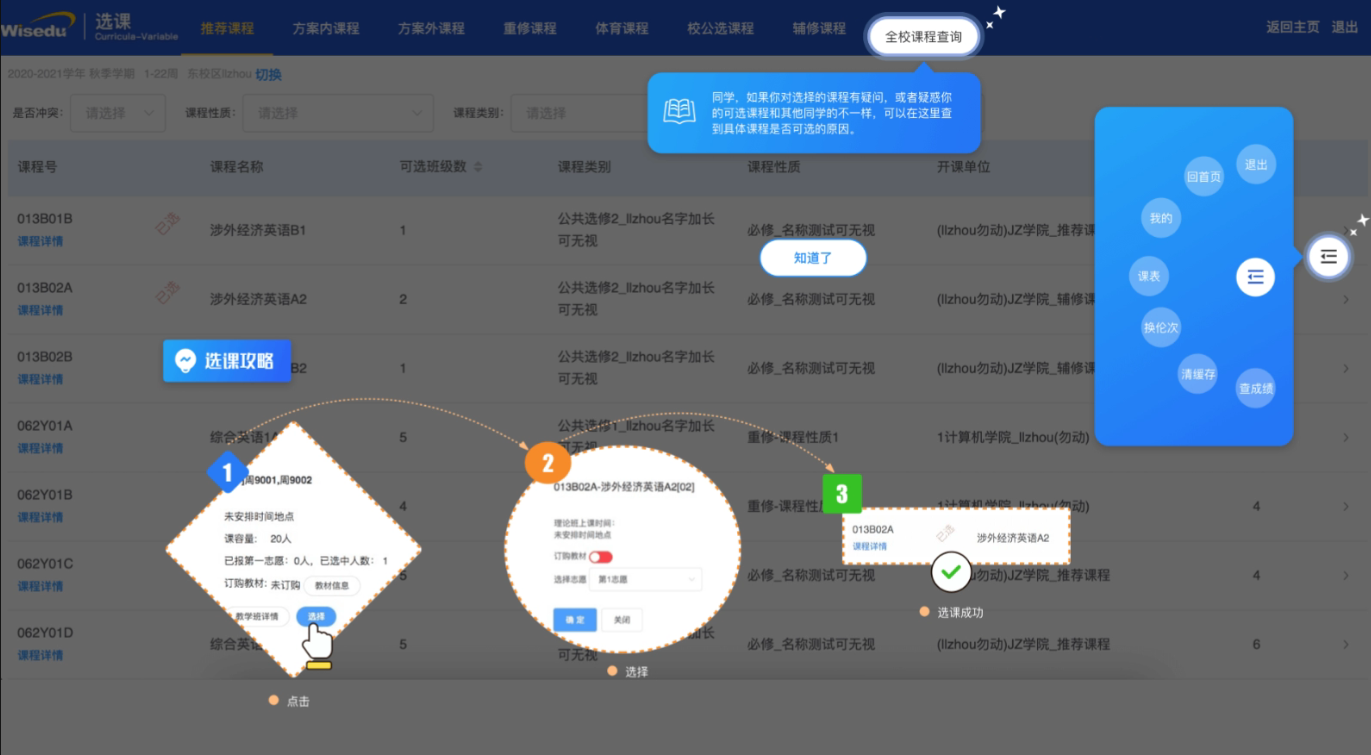 Wisedu 选课
Curricula-Variable
推荐课程 方案内课程 方案外课程 重修课程 体育课程 校公选课程 辅修课程 全校课程查询 返回主页 退出
2020-2021学年 秋季学期 1-22周 东校区llzhou 切换
是否冲突: 请选择 课程性质: 请选择 课程类别: 请选择
同学，如果你对选择的课程有疑问，或者疑惑你
的可选课程和其他同学的不一样，可以在这里查
到具体课程是否可选的原因。
课程号 课程名称 可选班级数 课程类别 课程性质 开课单位
013B01B 已选 涉外经济英语B1 1 公共选修2_llzhou名字加长 必修_名称测试可无视 (llzhou勿动)JZ学院_推荐课
课程详情 可无视
知道了
013B02A 已选 涉外经济英语A2 2 公共选修2_llzhou名字加长 必修_名称测试可无视 (llzhou勿动)JZ学院_辅修课
课程详情 可无视
013B02B B2 1 公共选修2_llzhou名字加长 必修_名称测试可无视 (llzhou勿动)JZ学院_辅修课
课程详情 可无视
选课攻略
062Y01A 综合英语1A 5 公共选修1_llzhou名字加长 重修-课程性质1 1计算机学院_llzhou(勿动)
课程详情 可无视
062Y01B 4 重修-课程性质 1计算机学院_llzhou(勿动) 4
课程详情
062Y01C 5 必修_名称测试可无视 动)JZ学院_推荐课程 4
课程详情
062Y01D 综合英语 5 加长 必修_名称测试可无视 (llzhou勿动)JZ学院_推荐课程 6
课程详情 可无视
退出
回首页
我的
课表
换伦次
清缓存
查成绩
1
周9001,周9002
未安排时间地点
课容量: 20人
已报第一志愿: 0人, 已选中人数: 1
订购教材: 未订购 教材信息
教学班详情 选择
点击
2
013B02A-涉外经济英语A2[02]
理论班上课时间:
未安排时间地点
订购教材
选择志愿 第1志愿
确定 关闭
选择
3
013B02A 已选 涉外经济英语A2
课程详情
选课成功